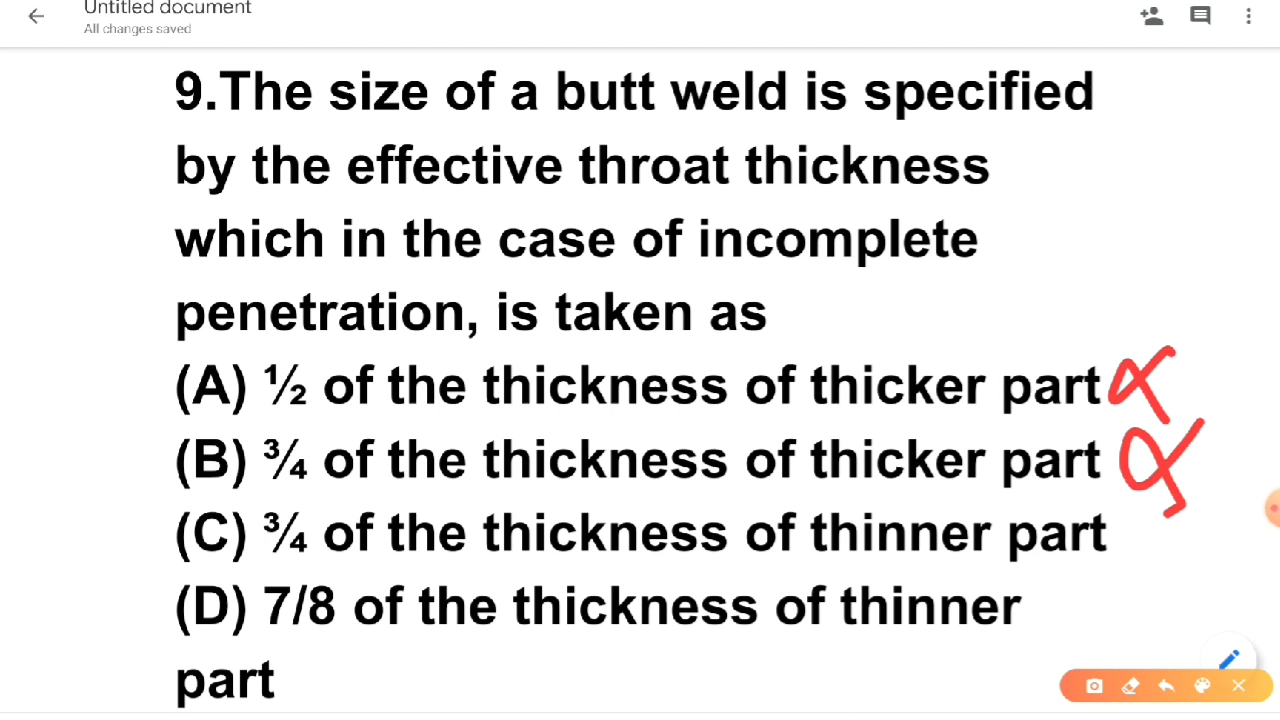 Untitled document
All changes saved
9.The size of a butt weld is specified
by the effective throat thickness
which in the case of incomplete
penetration, is taken as
(A) ½ of the thickness of thicker part
(B) ¾ of the thickness of thicker part
(C) ¾ of the thickness of thinner part
(D) 7/8 of the thickness of thinner
part